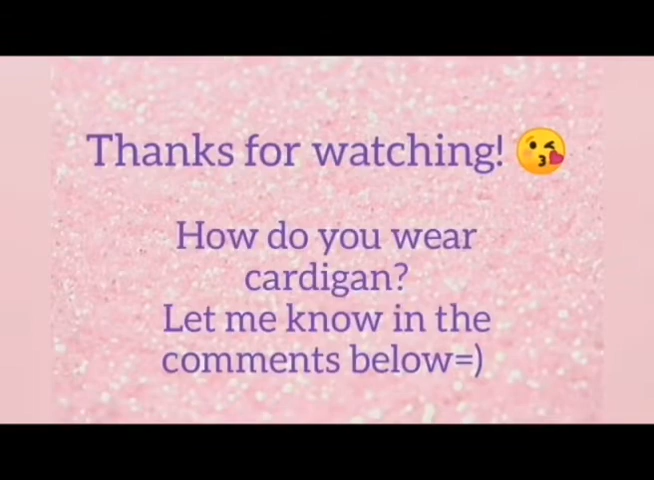 Thanks for watching! 😘
How do you wear
cardigan?
Let me know in the
comments below=)